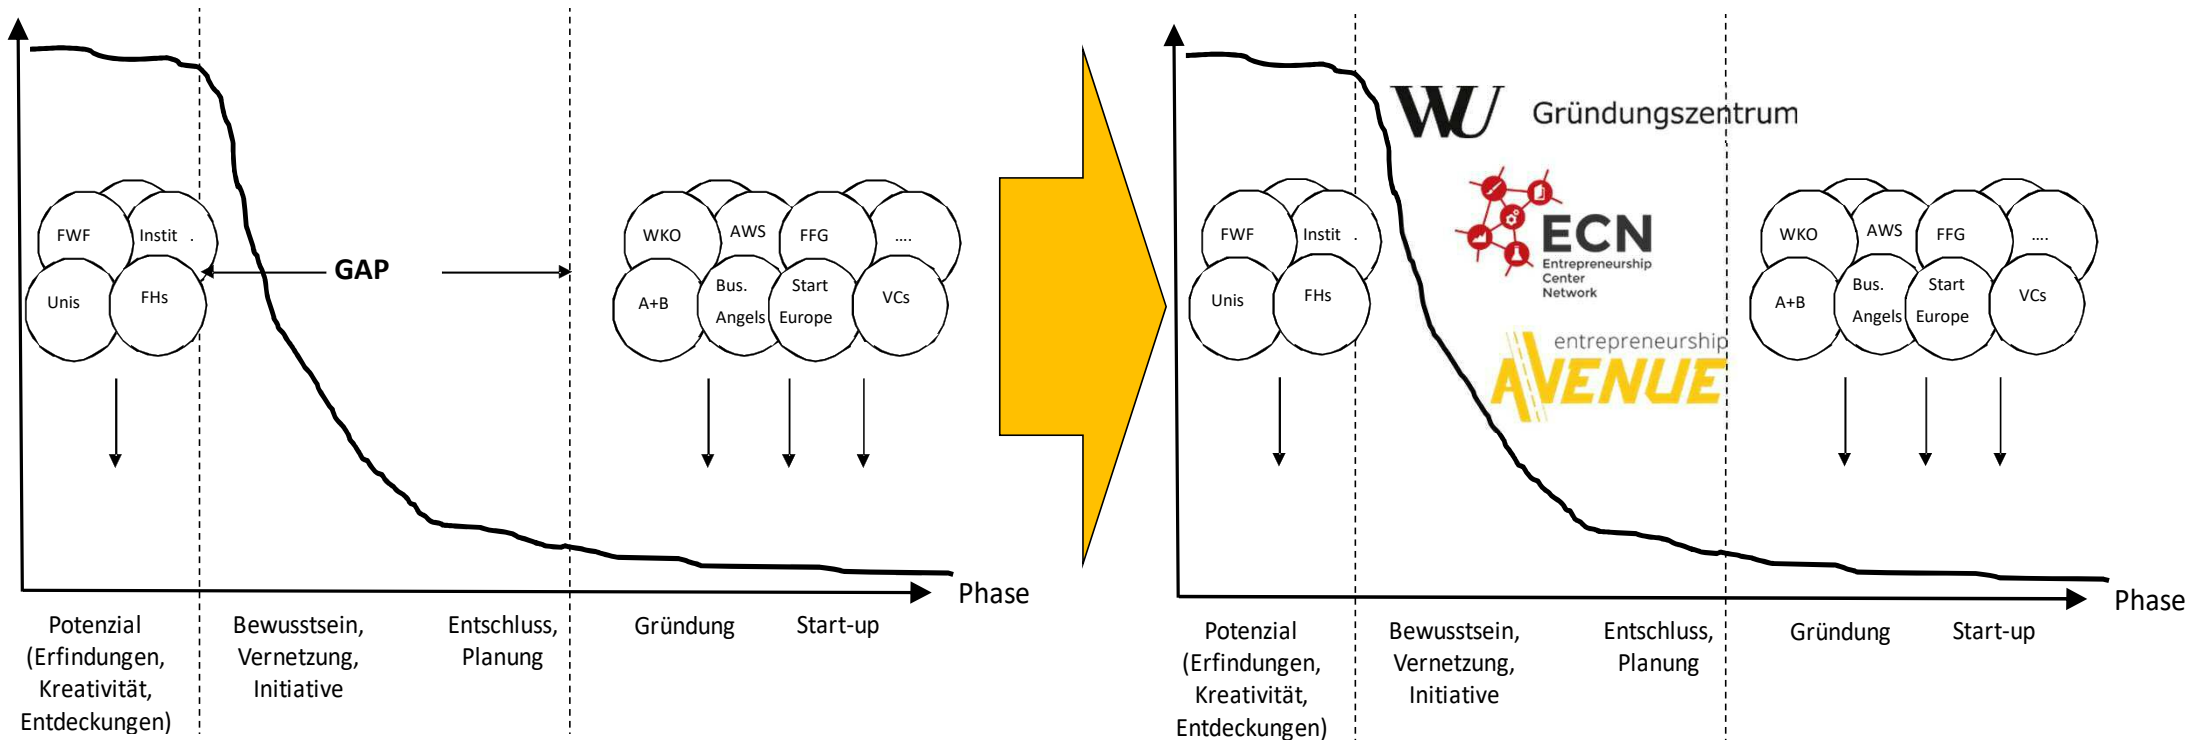 FWF
Instit .
Unis
FHs
GAP
WKO
AWS
FFG
....
A+B
Bus.
Angels
Start
Europe
VCs
Phase
Potenzial
(Erfindungen,
Kreativität,
Entdeckungen)
Bewusstsein,
Vernetzung,
Initiative
Entschluss,
Planung
Gründung
Start-up
WU Gründungszentrum
ECN
Entrepreneurship
Center
Network
entrepreneurship
AVENUE
FWF
Instit .
Unis
FHs
WKO
AWS
FFG
....
A+B
Bus.
Angels
Start
Europe
VCs
Phase
Potenzial
(Erfindungen,
Kreativität,
Entdeckungen)
Bewusstsein,
Vernetzung,
Initiative
Entschluss,
Planung
Gründung
Start-up